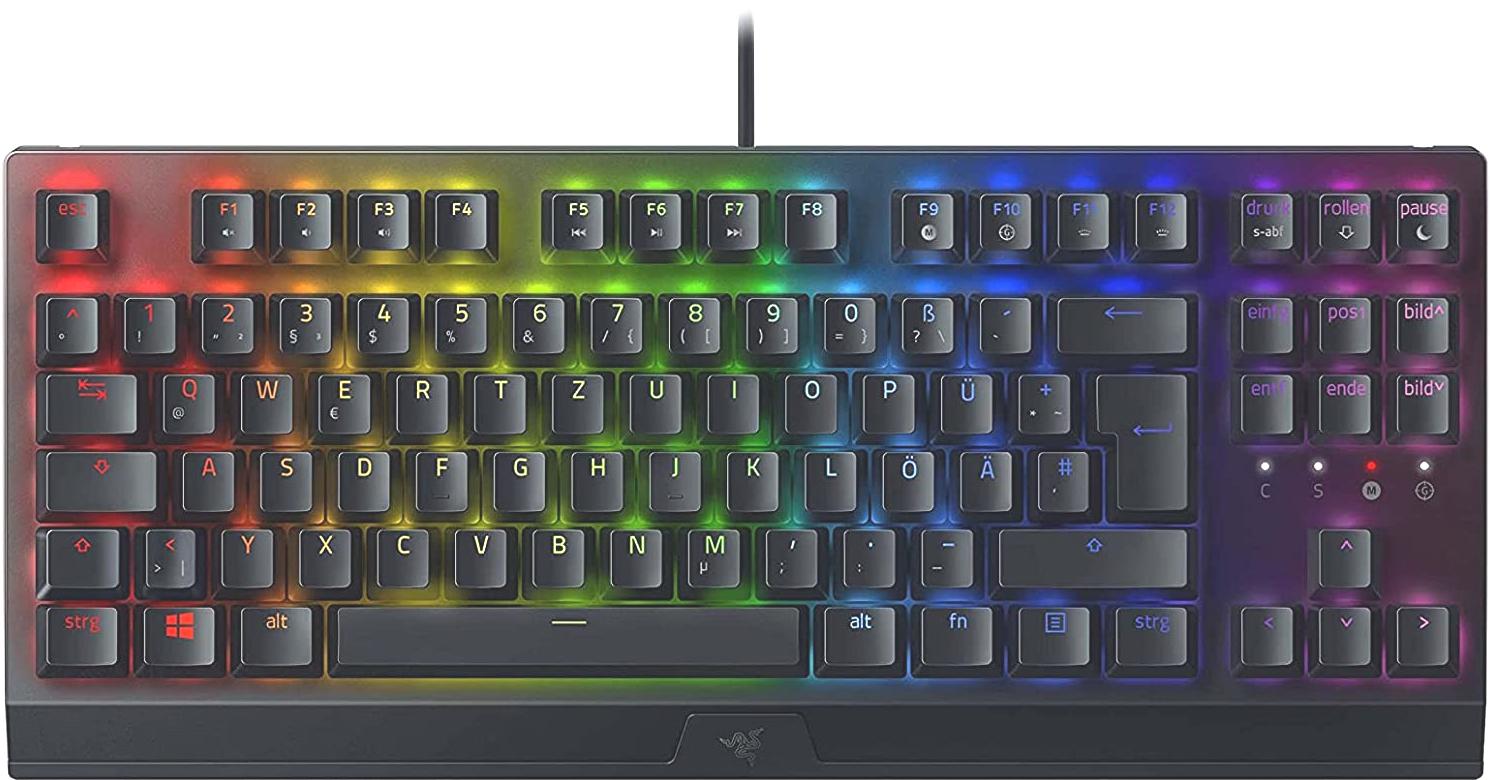 esc F1 F2 F3 F4 F5 F6 F7 F8 F9 F10 F11 F12 druck rollen pause
M G s-abf
^ 1 2 3 4 5 6 7 8 9 0 ß ´ einfg pos1 bild^
° ! " ² § ³ $ % & / { ( [ ) ] = } ? \ `
Q W E R T Z U I O P Ü + entf ende bild˅
@ € * ~
A S D F G H J K L Ö Ä #
'
C S M G
< Y X C V B N M , . -
> | µ ; : _
strg alt alt fn strg